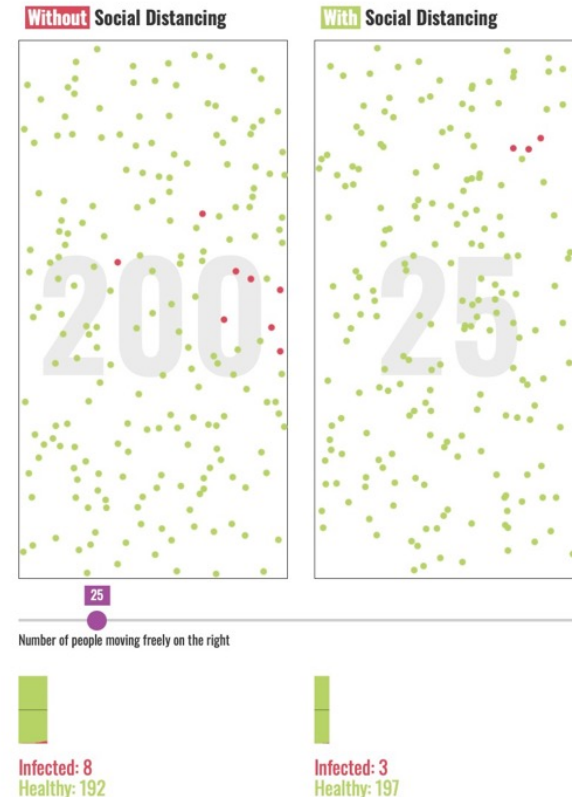 Without Social Distancing
With Social Distancing
200
25
25
Number of people moving freely on the right
Infected: 8
Healthy: 192
Infected: 3
Healthy: 197